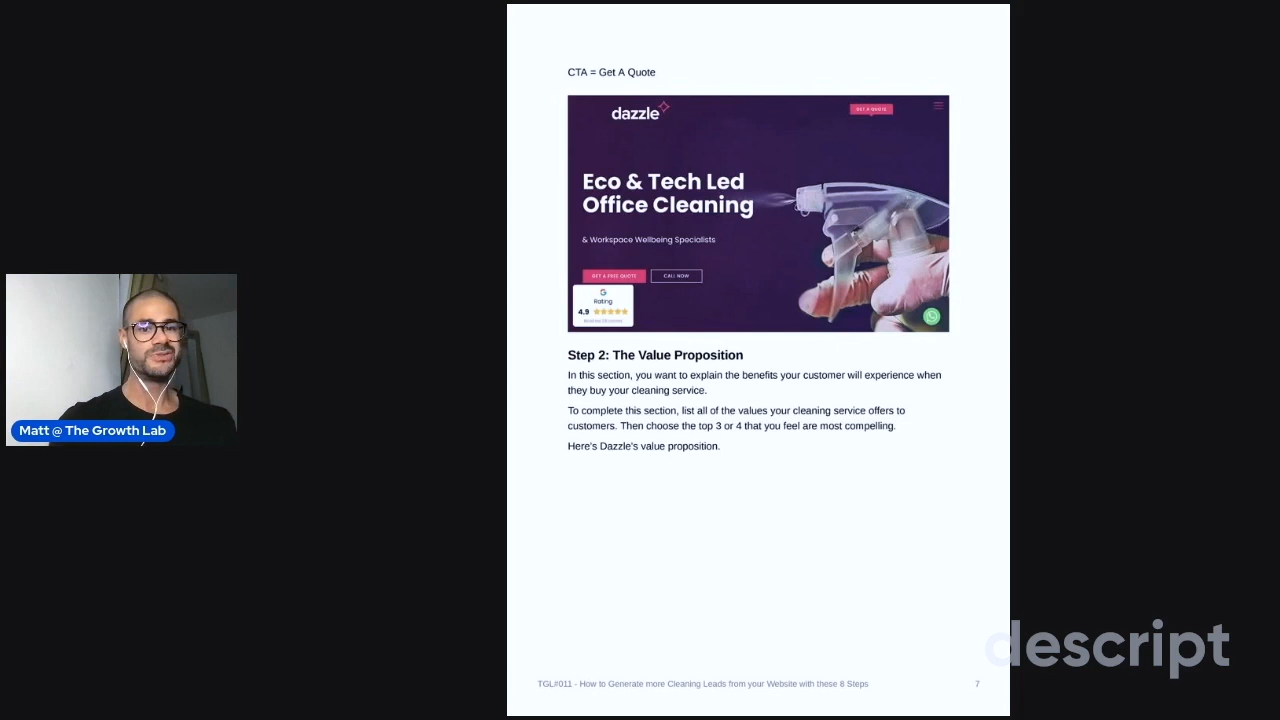 CTA = Get A Quote
dazzle
GET A QUOTE
Eco & Tech Led
Office Cleaning
& Workspace Wellbeing Specialists
GET A FREE QUOTE
CALL NOW
G
Rating
4.9
Step 2: The Value Proposition
In this section, you want to explain the benefits your customer will experience when
they buy your cleaning service.
To complete this section, list all of the values your cleaning service offers to
customers. Then choose the top 3 or 4 that you feel are most compelling.
Here's Dazzle's value proposition.
Matt @ The Growth Lab
descript
TGL#011 - How to Generate more Cleaning Leads from your Website with these 8 Steps
7